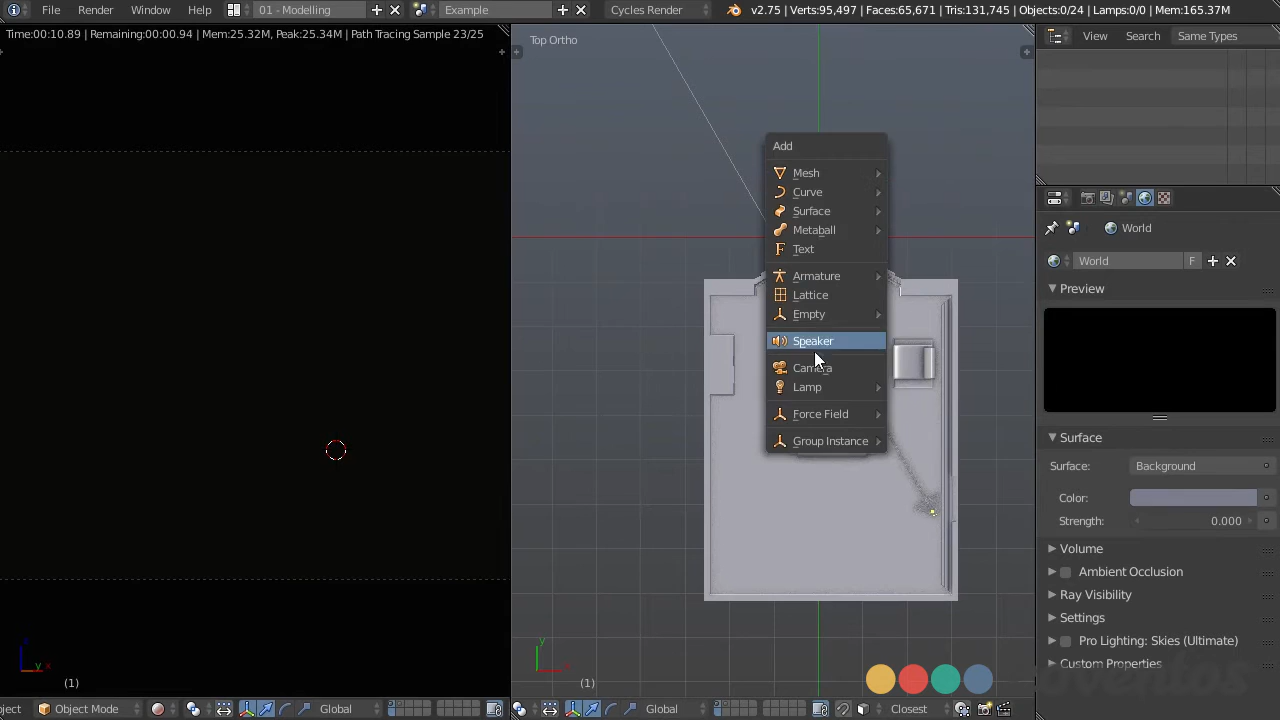 File Render Window Help 01 - Modelling Example Cycles Render v2.75 | Verts:95,497 | Faces:65,671 | Tris:131,745 | Objects:0/24 | Lamps:0/0 | Mem:165.37M
Time:00:10.89 | Remaining:00:00.94 | Mem:25.32M, Peak:25.34M | Path Tracing Sample 23/25
Top Ortho
View Search Same Types
Add
Mesh
Curve
Surface
Metaball
Text
Armature
Lattice
Empty
Speaker
Camera
Lamp
Force Field
Group Instance
World
World F
Preview
Surface
Surface: Background
Color:
Strength: 0.000
Volume
Ambient Occlusion
Ray Visibility
Settings
Pro Lighting: Skies (Ultimate)
Custom Properties
z
y x
(1)
y
x
(1)
bject Object Mode Global
Global Closest